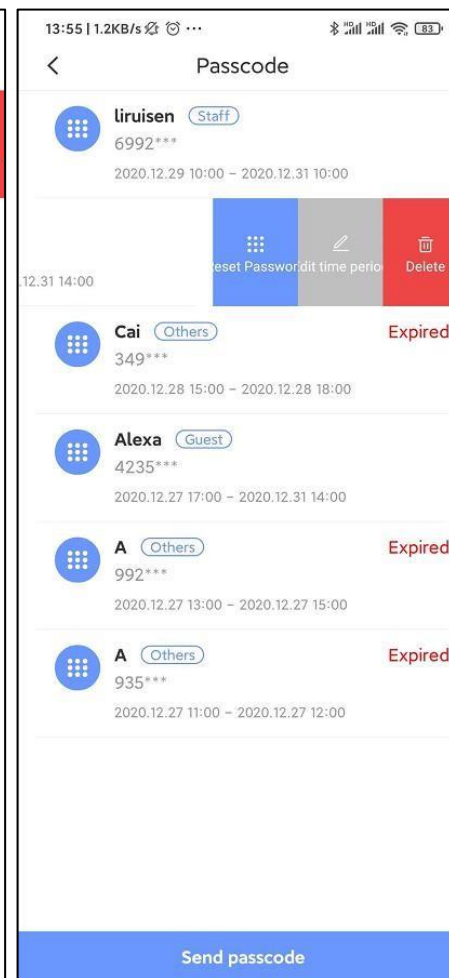 13:55 | 1.2KB/s ···
HD HD 83
Passcode
liruisen Staff
6992***
2020.12.29 10:00 – 2020.12.31 10:00
.12.31 14:00
eset Passwor
dit time perio
Delete
Cai Others Expired
349***
2020.12.28 15:00 – 2020.12.28 18:00
Alexa Guest
4235***
2020.12.27 17:00 – 2020.12.31 14:00
A Others Expired
992***
2020.12.27 13:00 – 2020.12.27 15:00
A Others Expired
935***
2020.12.27 11:00 – 2020.12.27 12:00
Send passcode